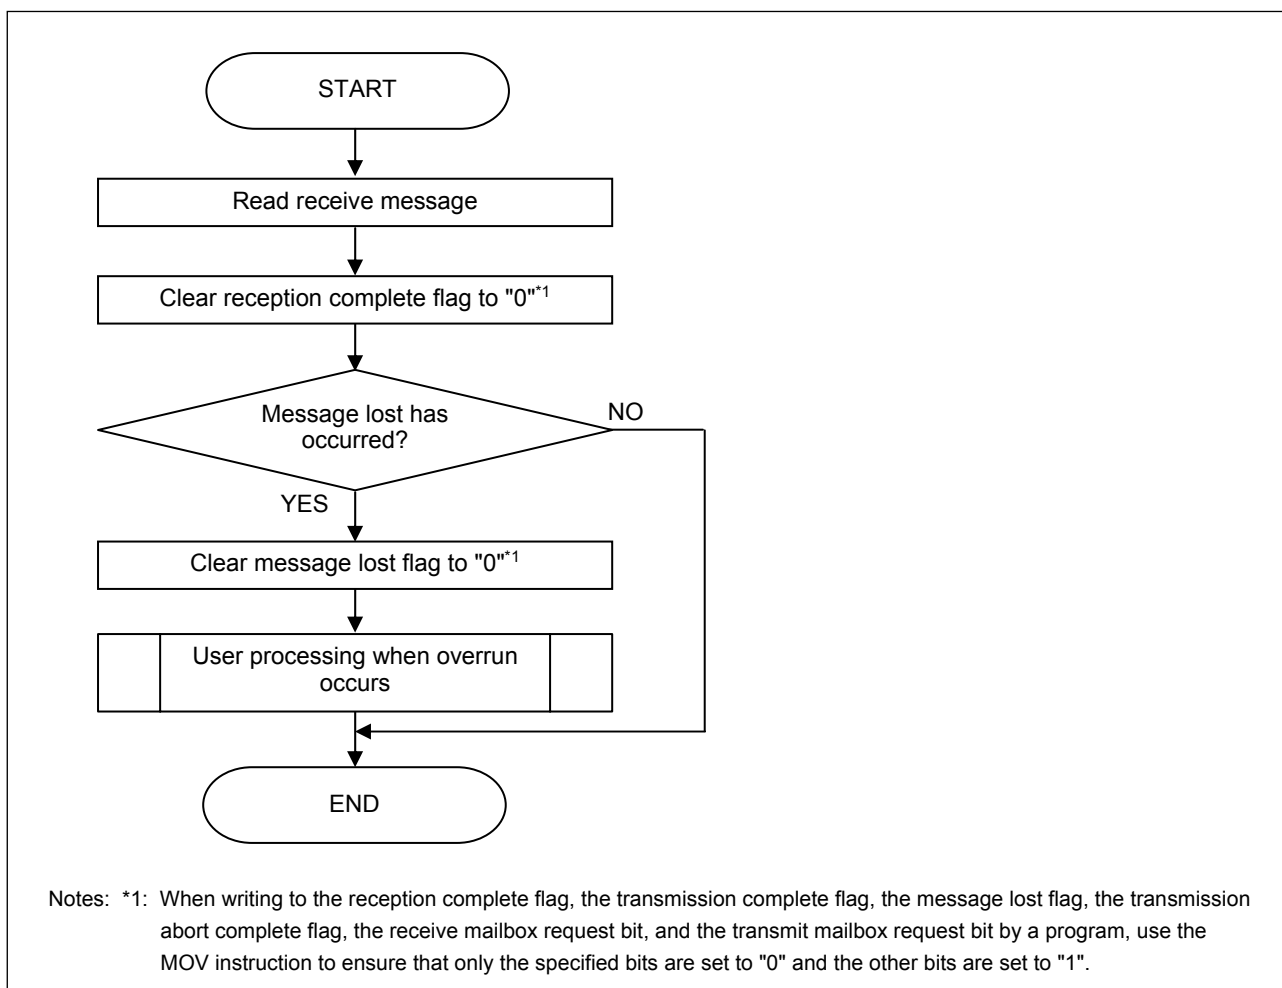 START
Read receive message
Clear reception complete flag to "0"*1
Message lost has
occurred?
NO
YES
Clear message lost flag to "0"*1
User processing when overrun
occurs
END
Notes: *1: When writing to the reception complete flag, the transmission complete flag, the message lost flag, the transmission
abort complete flag, the receive mailbox request bit, and the transmit mailbox request bit by a program, use the
MOV instruction to ensure that only the specified bits are set to "0" and the other bits are set to "1".